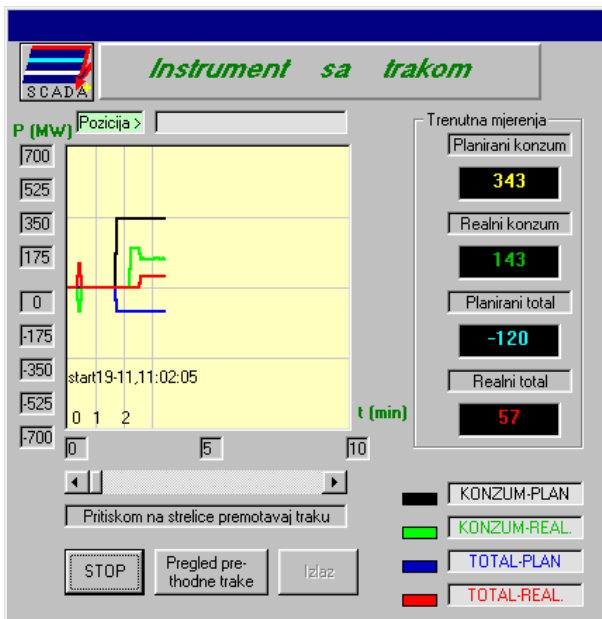 SCADA
Instrument sa trakom
P (MW)
Pozicija >
700
525
350
175
0
-175
-350
-525
-700
start19-11,11:02:05
0 1 2
t (min)
0 5 10
Pritiskom na strelice premotavaj traku
STOP
Pregled pre-
thodne trake
Izlaz
Trenutna mjerenja
Planirani konzum
343
Realni konzum
143
Planirani total
-120
Realni total
57
KONZUM-PLAN
KONZUM-REAL.
TOTAL-PLAN
TOTAL-REAL.